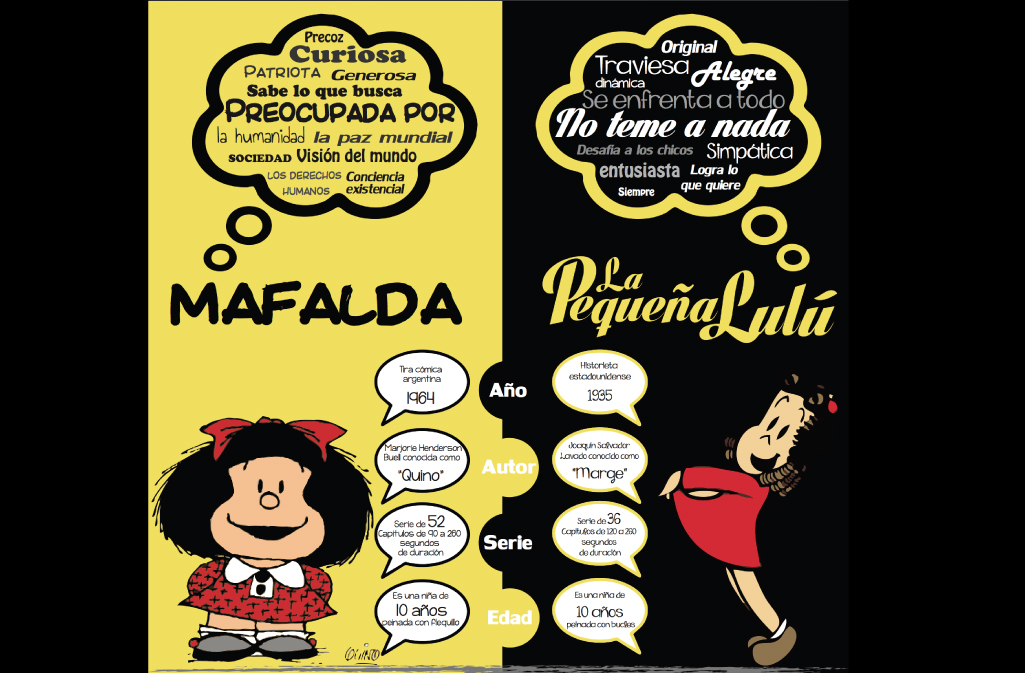 Precoz
Curiosa
PATRIOTA Generosa
Sabe lo que busca
PREOCUPADA POR
la humanidad la paz mundial
SOCIEDAD Visión del mundo
LOS DERECHOS
HUMANOS
Conciencia
existencial
MAFALDA
Original
Traviesa
dinámica
Alegre
Se enfrenta a todo
No teme a nada
Desafía a los chicos Simpática
entusiasta
Logra lo
que quiere
Siempre
La
Pequeña Lulú
Tira cómica
argentina
1964
Año
Historieta
estadounidense
1935
Marjorie Henderson
Buell conocida como
"Quino"
Autor
Joaquín Salvador
Lavado conocido como
"Marge"
Serie de 52
Capítulos de 90 a 260
segundos
de duración
Serie
Serie de 36
Capítulos de 120 a 260
segundos
de duración
Es una niña de
10 años
peinada con flequillo
Edad
Es una niña de
10 años
peinada con bucles
QUINO